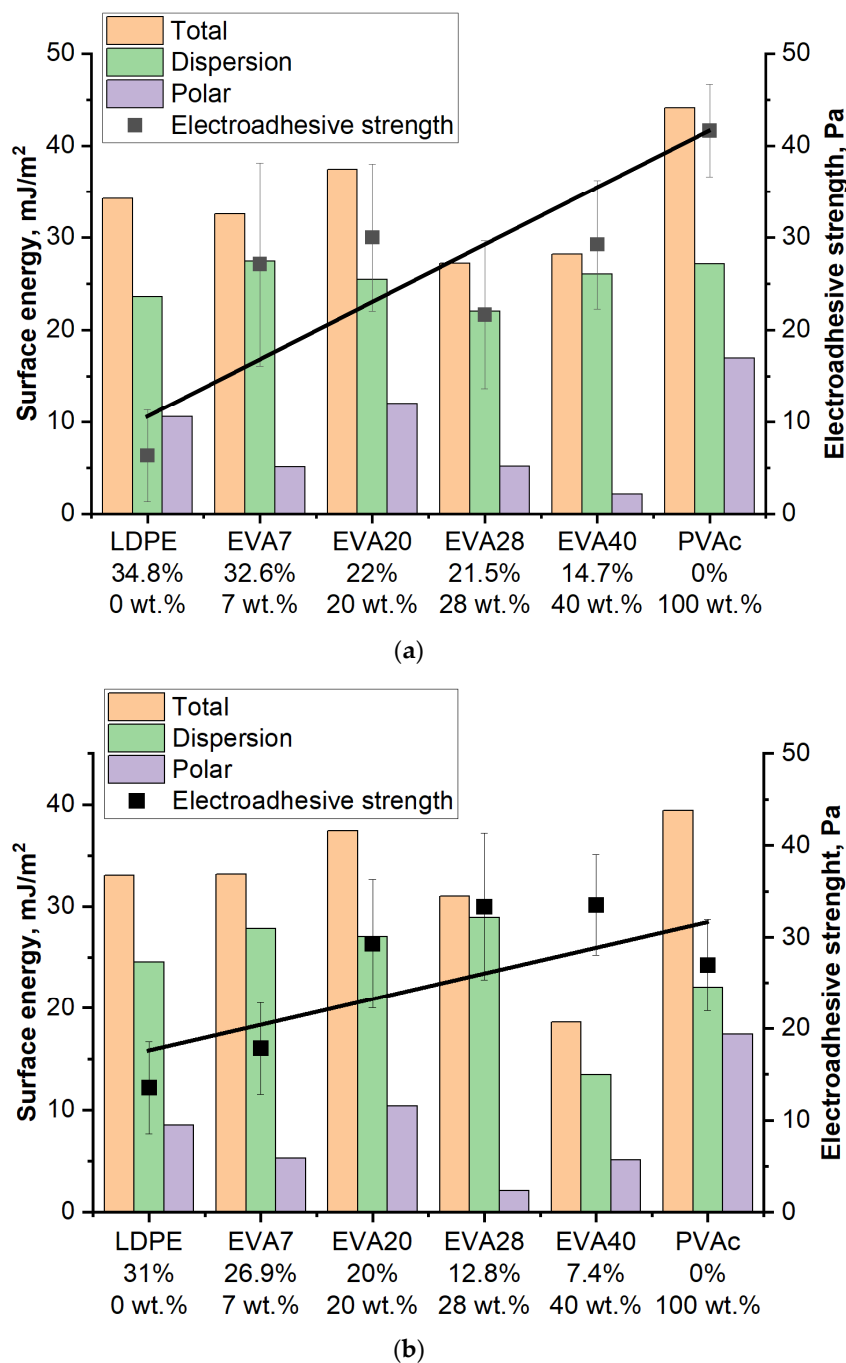 Total
Dispersion
Polar
Electroadhesive strength
Surface energy, mJ/m²
50
40
30
20
10
0
50
40
30
20
10
0
Electroadhesive strength, Pa
LDPE EVA7 EVA20 EVA28 EVA40 PVAc
34.8% 32.6% 22% 21.5% 14.7% 0%
0 wt.% 7 wt.% 20 wt.% 28 wt.% 40 wt.% 100 wt.%
(a)
Total
Dispersion
Polar
Electroadhesive strength
Surface energy, mJ/m²
40
30
20
10
0
50
40
30
20
10
0
Electroadhesive strenght, Pa
LDPE EVA7 EVA20 EVA28 EVA40 PVAc
31% 26.9% 20% 12.8% 7.4% 0%
0 wt.% 7 wt.% 20 wt.% 28 wt.% 40 wt.% 100 wt.%
(b)